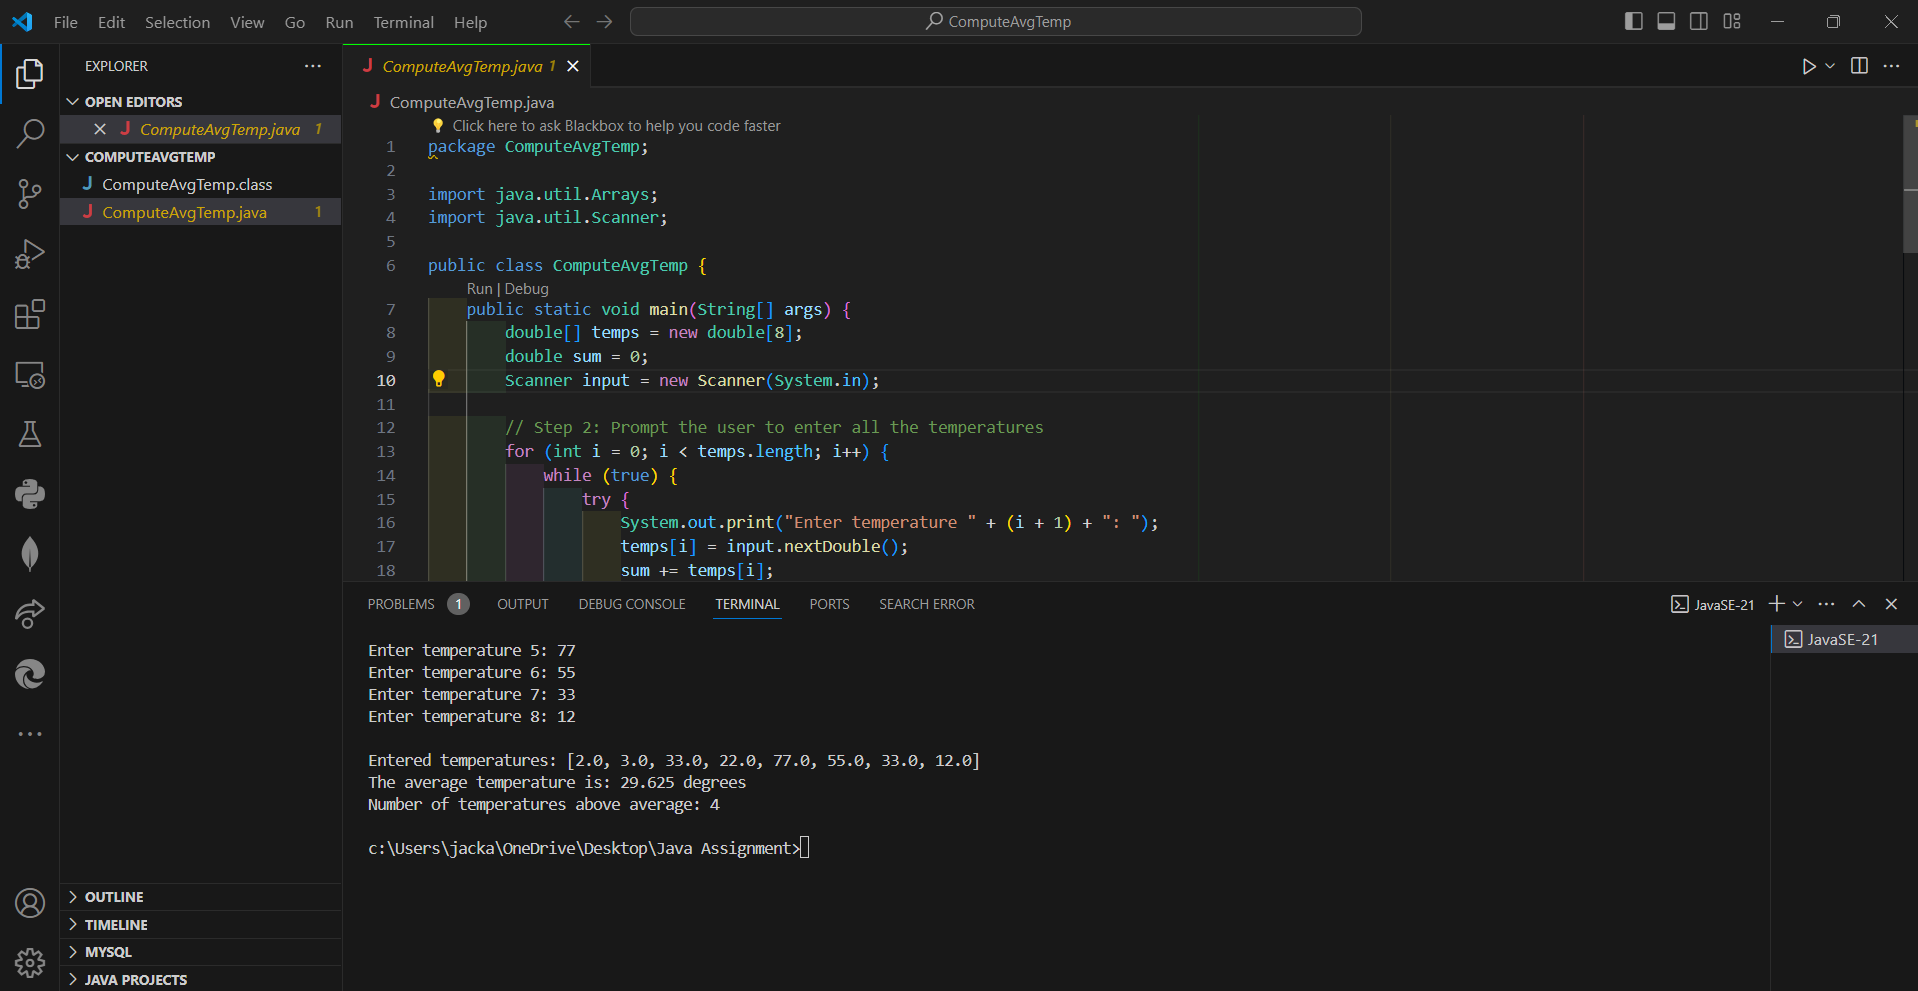 File Edit Selection View Go Run Terminal Help
ComputeAvgTemp
EXPLORER
OPEN EDITORS
ComputeAvgTemp.java 1
COMPUTEAVGTEMP
ComputeAvgTemp.class
ComputeAvgTemp.java 1
OUTLINE
TIMELINE
MYSQL
JAVA PROJECTS
ComputeAvgTemp.java 1
ComputeAvgTemp.java
Click here to ask Blackbox to help you code faster
1 package ComputeAvgTemp;
2
3 import java.util.Arrays;
4 import java.util.Scanner;
5
6 public class ComputeAvgTemp {
Run | Debug
7 public static void main(String[] args) {
8 double[] temps = new double[8];
9 double sum = 0;
10 Scanner input = new Scanner(System.in);
11
12 // Step 2: Prompt the user to enter all the temperatures
13 for (int i = 0; i < temps.length; i++) {
14 while (true) {
15 try {
16 System.out.print("Enter temperature " + (i + 1) + ": ");
17 temps[i] = input.nextDouble();
18 sum += temps[i];
PROBLEMS 1 OUTPUT DEBUG CONSOLE TERMINAL PORTS SEARCH ERROR
JavaSE-21
JavaSE-21
Enter temperature 5: 77
Enter temperature 6: 55
Enter temperature 7: 33
Enter temperature 8: 12
Entered temperatures: [2.0, 3.0, 33.0, 22.0, 77.0, 55.0, 33.0, 12.0]
The average temperature is: 29.625 degrees
Number of temperatures above average: 4
c:\Users\jacka\OneDrive\Desktop\Java Assignment>